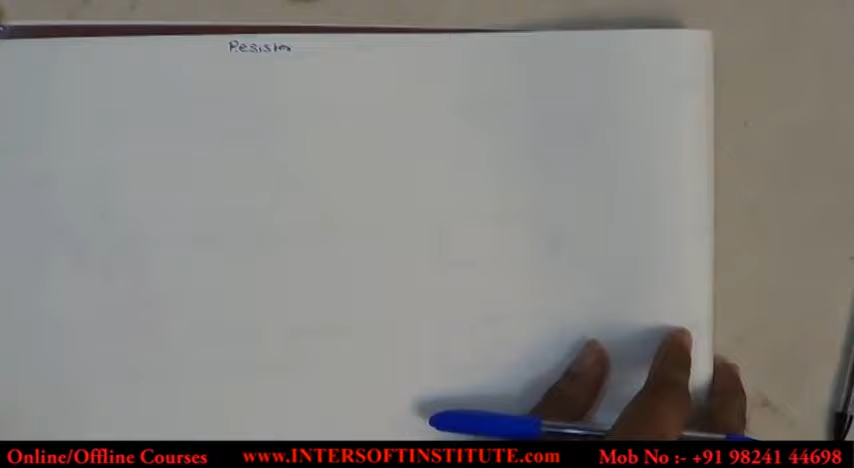 Resistor
Online/Offline Courses www.INTERSOFTINSTITUTE.com Mob No :- +91 98241 44698